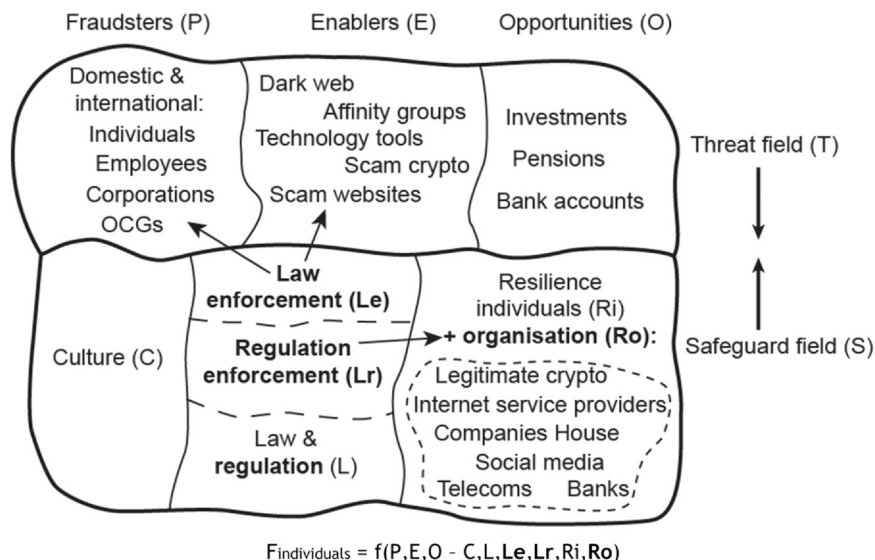 Fraudsters (P)
Enablers (E)
Opportunities (O)
Domestic &
international:
Individuals
Employees
Corporations
OCGs
Dark web
Affinity groups
Technology tools
Scam crypto
Scam websites
Investments
Pensions
Bank accounts
Threat field (T)
Culture (C)
Law
enforcement (Le)
Regulation
enforcement (Lr)
Law &
regulation (L)
Resilience
individuals (Ri)
+ organisation (Ro):
Legitimate crypto
Internet service providers
Companies House
Social media
Telecoms Banks
Safeguard field (S)
Findividuals = f(P,E,O - C,L,Le,Lr,Ri,Ro)